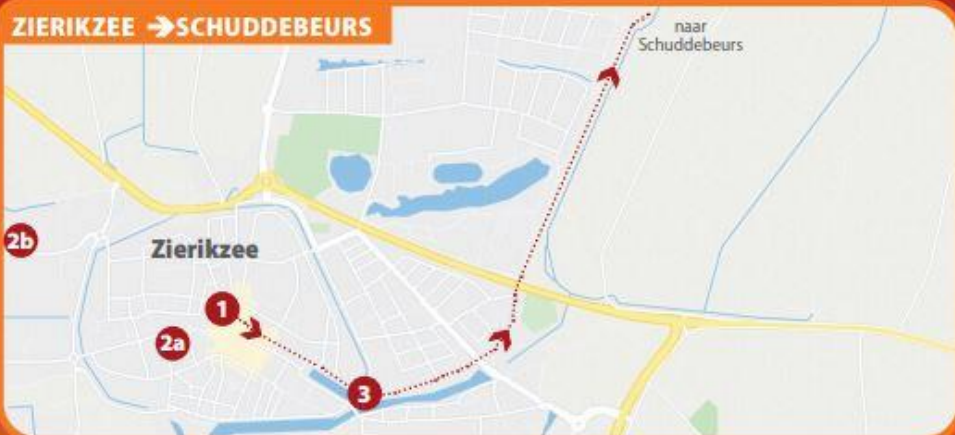 ZIERIKZEE → SCHUDDEBEURS
naar
Schuddebeurs
2b
Zierikzee
1
2a
3